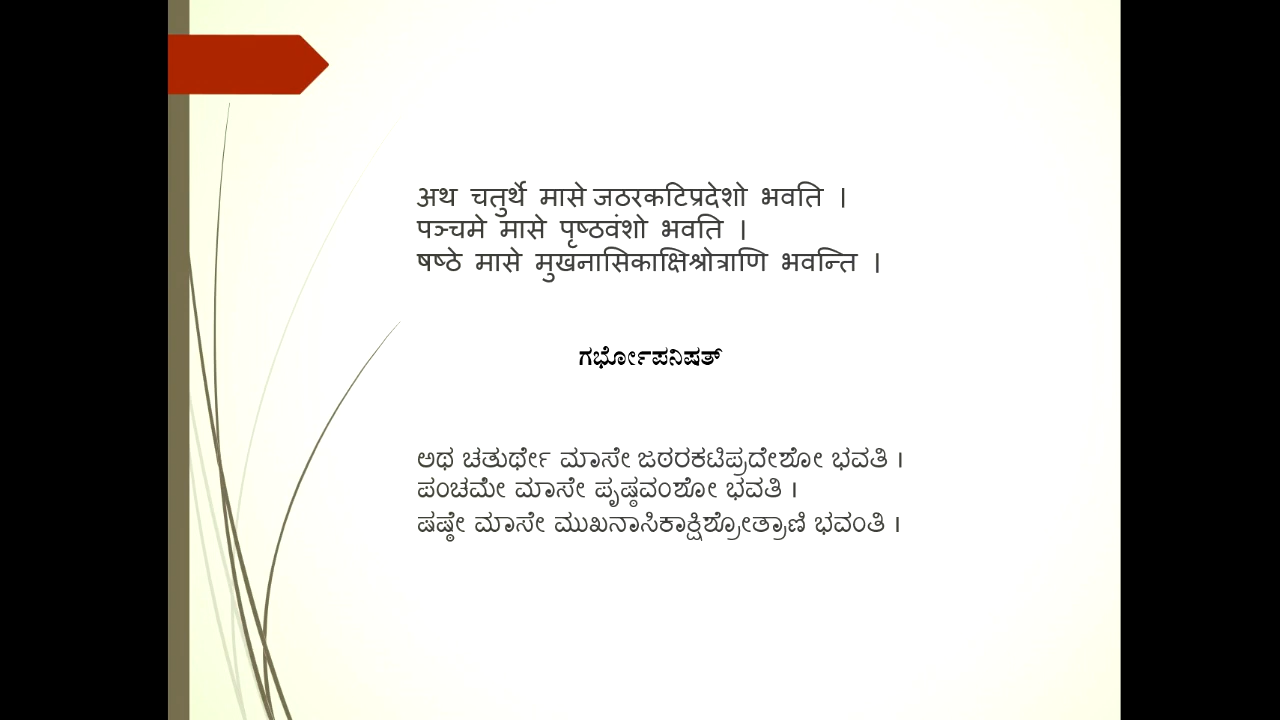 अथ चतुर्थे मासे जठरकटिप्रदेशो भवति ।
पञ्चमे मासे पृष्ठवंशो भवति ।
षष्ठे मासे मुखनासिकाक्षिश्रोत्राणि भवन्ति ।
ಗರ್ಭೋಪನಿಷತ್
ಅಥ ಚತುರ್ಥೇ ಮಾಸೇ ಜಠರಕಟಿಪ್ರದೇಶೋ ಭವತಿ ।
ಪಂಚಮೇ ಮಾಸೇ ಪೃಷ್ಠವಂಶೋ ಭವತಿ ।
ಷಷ್ಠೇ ಮಾಸೇ ಮುಖನಾಸಿಕಾಕ್ಷಿಶ್ರೋತ್ರಾಣಿ ಭವಂತಿ ।